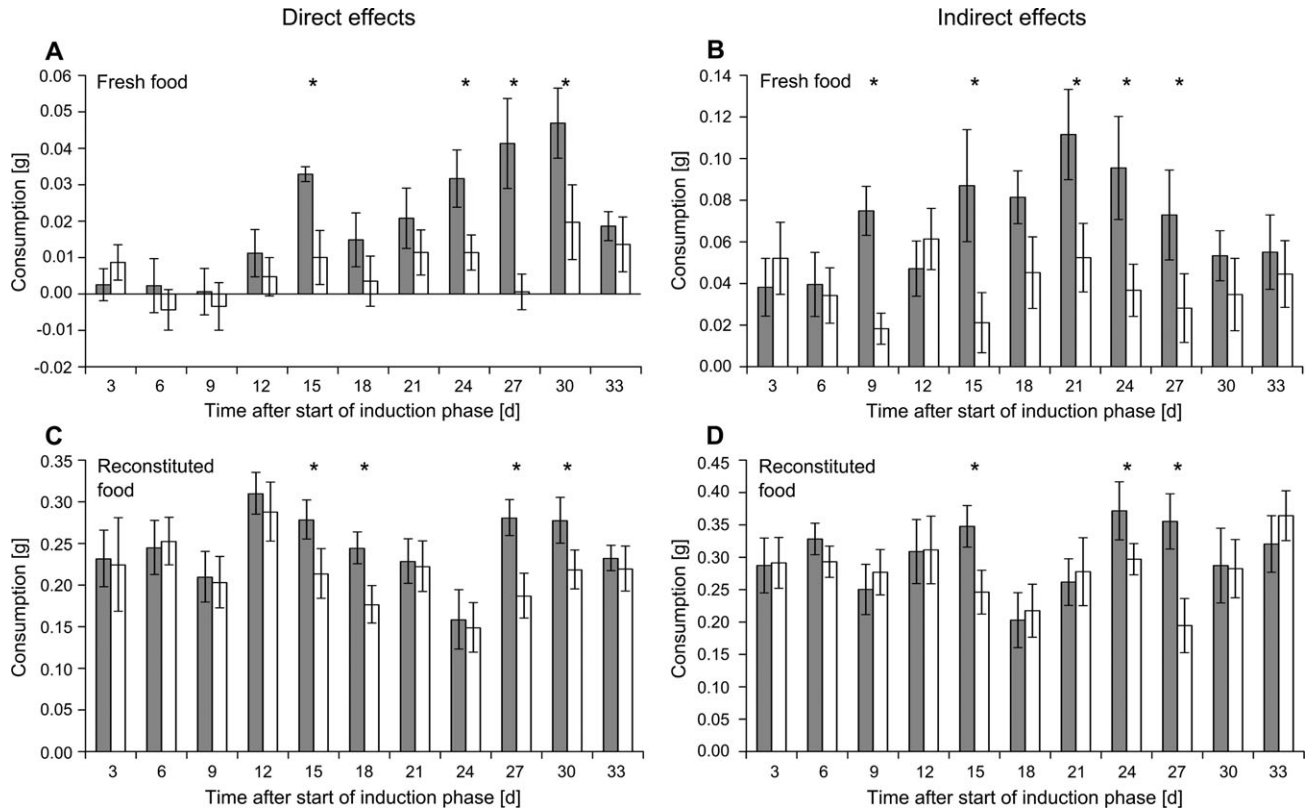 Direct effects
Indirect effects
A
Fresh food
* * * *
Consumption [g]
0.06
0.05
0.04
0.03
0.02
0.01
0.00
-0.01
-0.02
3 6 9 12 15 18 21 24 27 30 33
Time after start of induction phase [d]
B
Fresh food
* * * * *
Consumption [g]
0.14
0.12
0.10
0.08
0.06
0.04
0.02
0.00
3 6 9 12 15 18 21 24 27 30 33
Time after start of induction phase [d]
C
Reconstituted
food
* * * *
Consumption [g]
0.35
0.30
0.25
0.20
0.15
0.10
0.05
0.00
3 6 9 12 15 18 21 24 27 30 33
Time after start of induction phase [d]
D
Reconstituted
food
* * *
Consumption [g]
0.45
0.40
0.35
0.30
0.25
0.20
0.15
0.10
0.05
0.00
3 6 9 12 15 18 21 24 27 30 33
Time after start of induction phase [d]